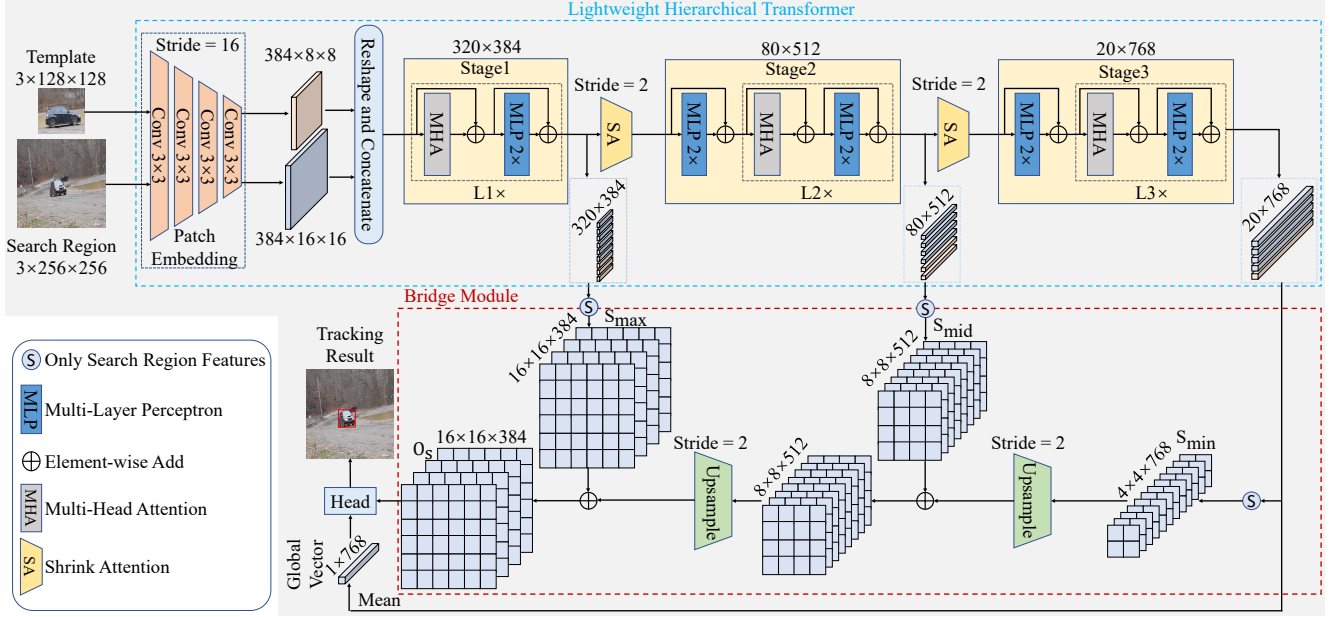 Lightweight Hierarchical Transformer
Template
3×128×128
Search Region
3×256×256
Stride = 16
Conv 3×3
Conv 3×3
Conv 3×3
Conv 3×3
Patch
Embedding
384×8×8
384×16×16
Reshape and Concatenate
320×384
Stage1
MHA
MLP 2×
L1×
Stride = 2
SA
80×512
Stage2
MLP 2×
MHA
MLP 2×
L2×
Stride = 2
SA
20×768
Stage3
MLP 2×
MHA
MLP 2×
L3×
320×384
80×512
20×768
Bridge Module
S
S
S
Smax
16×16×384
Smid
8×8×512
Smin
4×4×768
Stride = 2
Upsample
8×8×512
Stride = 2
Upsample
16×16×384
Os
Tracking
Result
Head
Global
Vector
1×768
Mean
S Only Search Region Features
MLP Multi-Layer Perceptron
Element-wise Add
MHA Multi-Head Attention
SA Shrink Attention